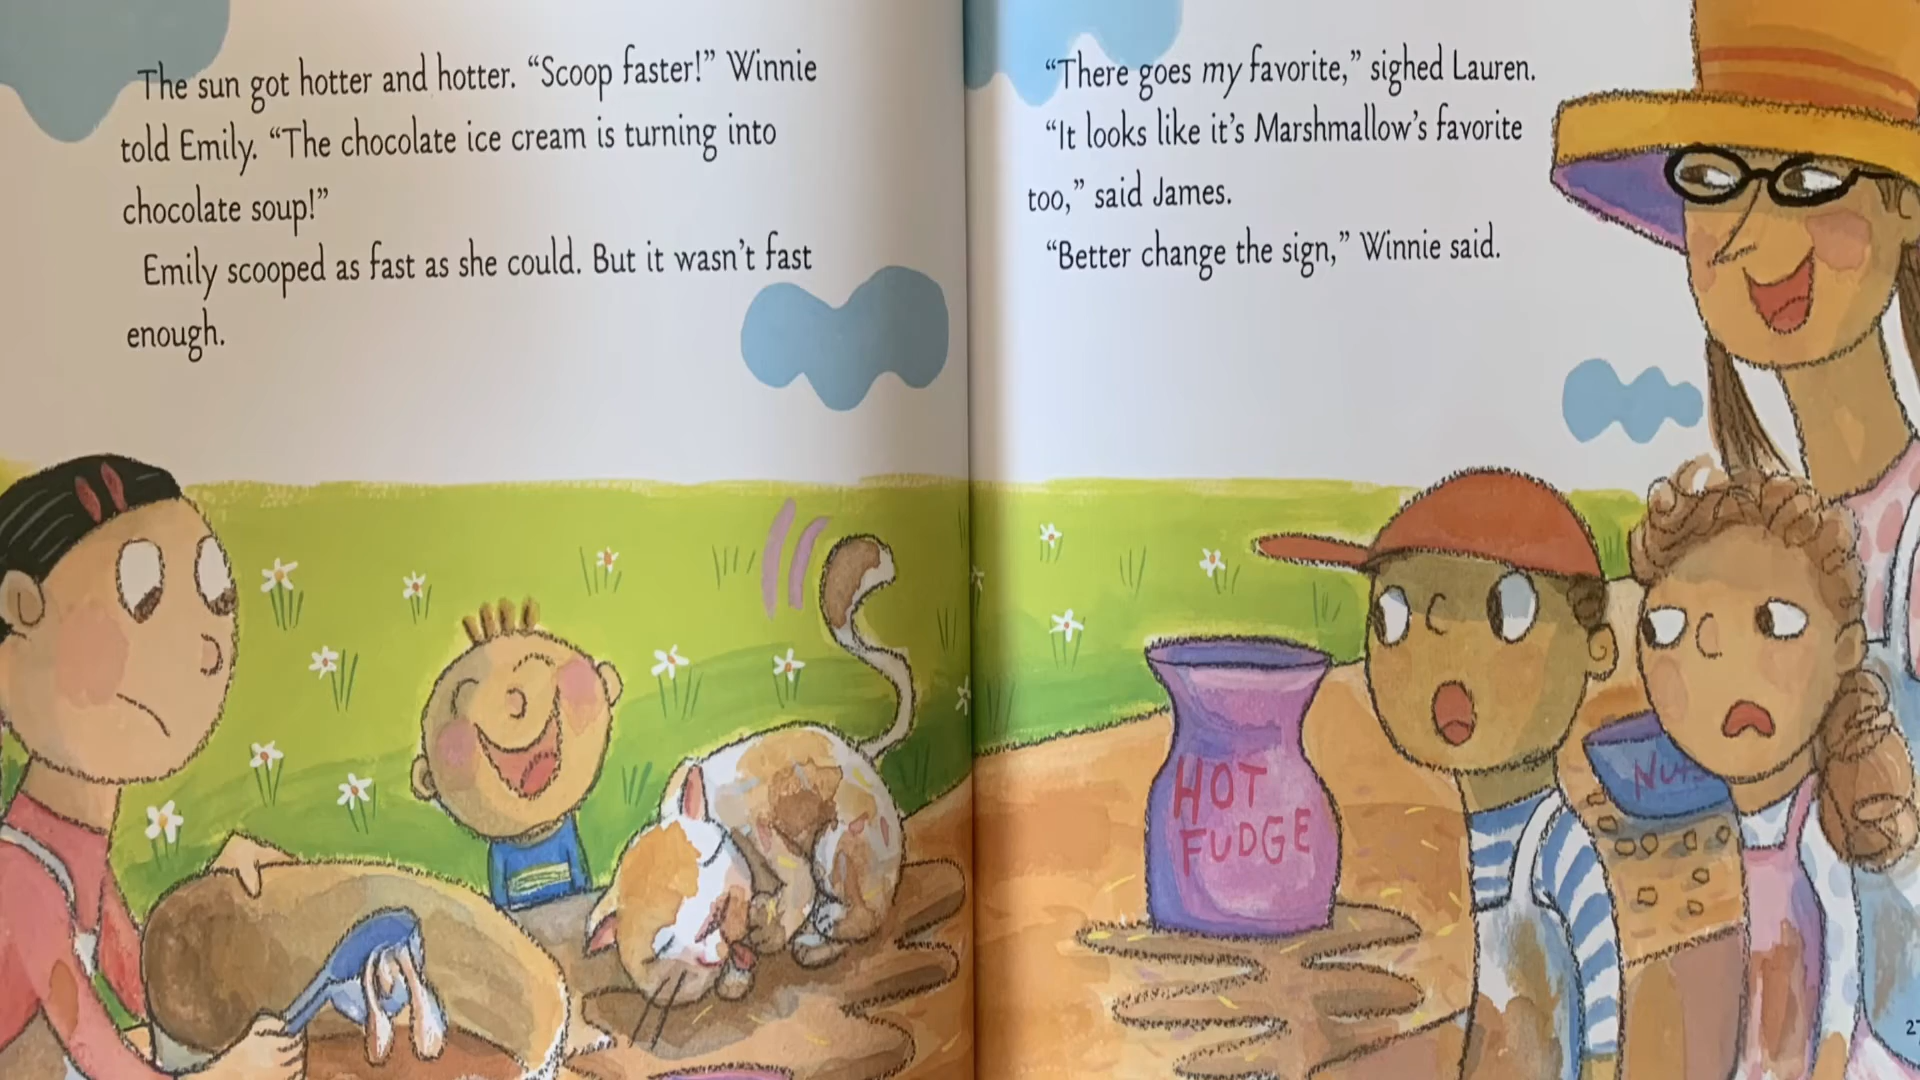 The sun got hotter and hotter. “Scoop faster!” Winnie
told Emily. “The chocolate ice cream is turning into
chocolate soup!”
Emily scooped as fast as she could. But it wasn’t fast
enough.
“There goes my favorite,” sighed Lauren.
“It looks like it’s Marshmallow’s favorite
too,” said James.
“Better change the sign,” Winnie said.
HOT
FUDGE
NUTS